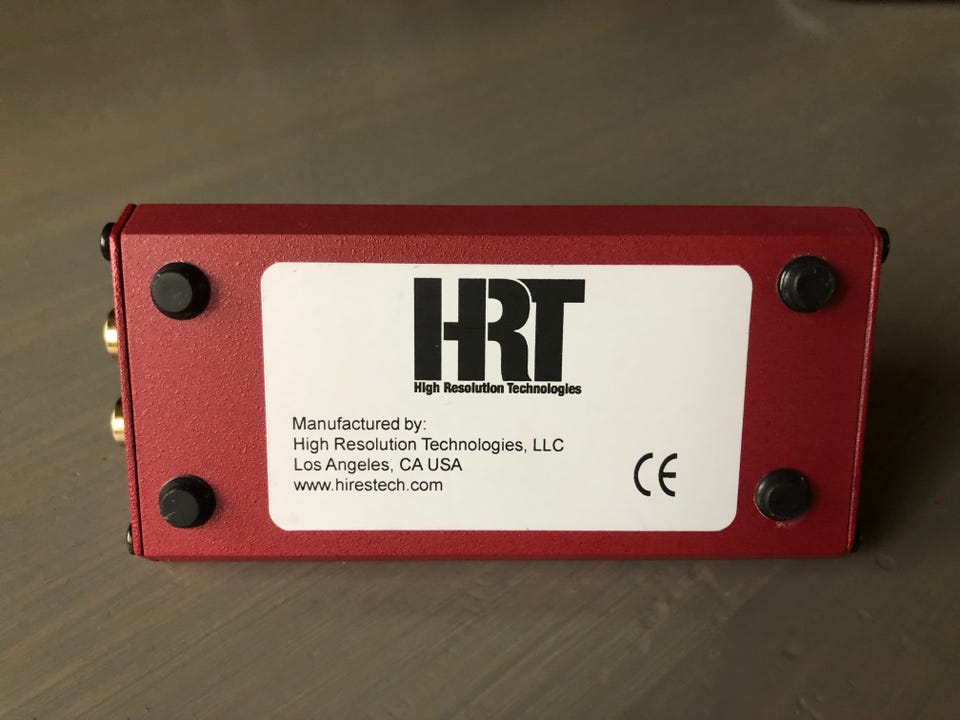 HRT
High Resolution Technologies
Manufactured by:
High Resolution Technologies, LLC
Los Angeles, CA USA
www.hirestech.com
CE